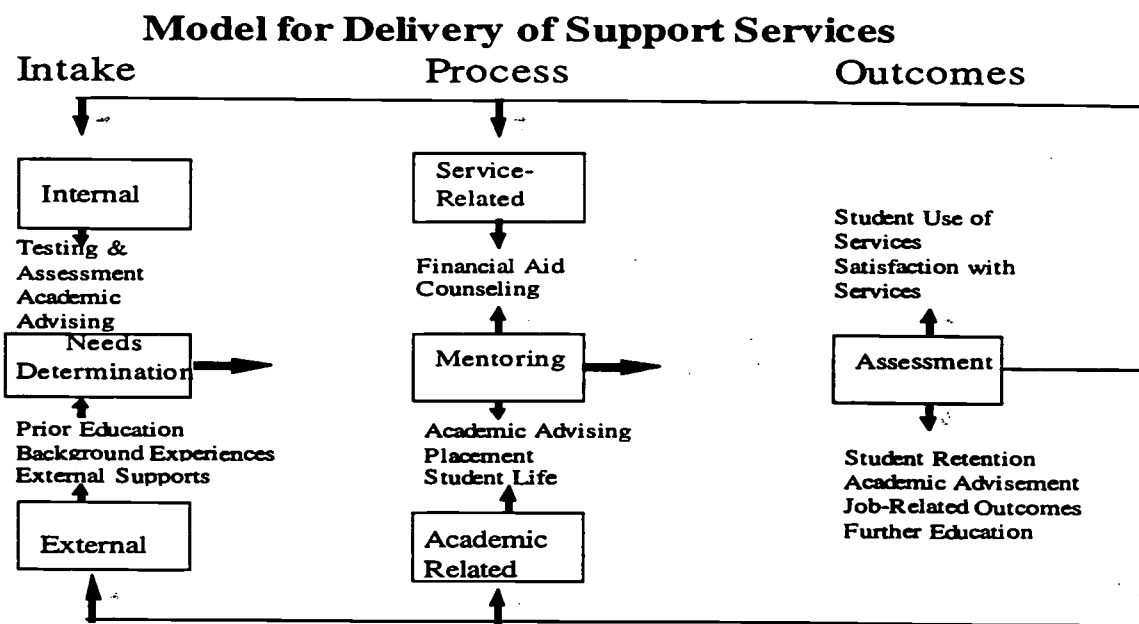 Model for Delivery of Support Services
Intake
Process
Outcomes
Internal
Testing &
Assessment
Academic
Advising
Needs
Determination
Prior Education
Background Experiences
External Supports
External
Service-
Related
Financial Aid
Counseling
Mentoring
Academic Advising
Placement
Student Life
Academic
Related
Student Use of
Services
Satisfaction with
Services
Assessment
Student Retention
Academic Advisement
Job-Related Outcomes
Further Education